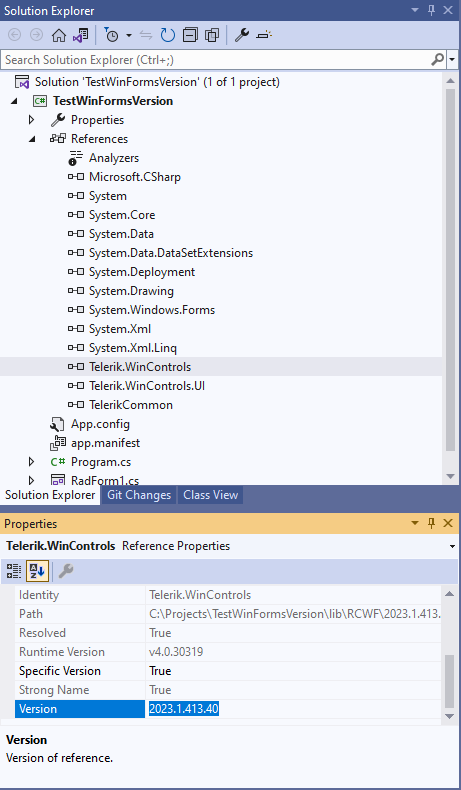 Solution Explorer
Search Solution Explorer (Ctrl+;)
Solution 'TestWinFormsVersion' (1 of 1 project)
C# TestWinFormsVersion
Properties
References
Analyzers
Microsoft.CSharp
System
System.Core
System.Data
System.Data.DataSetExtensions
System.Deployment
System.Drawing
System.Windows.Forms
System.Xml
System.Xml.Linq
Telerik.WinControls
Telerik.WinControls.UI
TelerikCommon
App.config
app.manifest
C# Program.cs
RadForm1.cs
Solution Explorer Git Changes Class View
Properties
Telerik.WinControls Reference Properties
Identity Telerik.WinControls
Path C:\Projects\TestWinFormsVersion\lib\RCWF\2023.1.413.
Resolved True
Runtime Version v4.0.30319
Specific Version True
Strong Name True
Version 2023.1.413.40
Version
Version of reference.